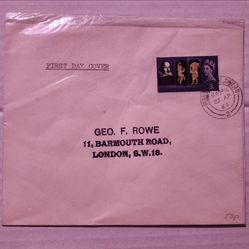 FIRST DAY COVER
GEO. F. ROWE
11, BARMOUTH ROAD,
LONDON, S.W.18.